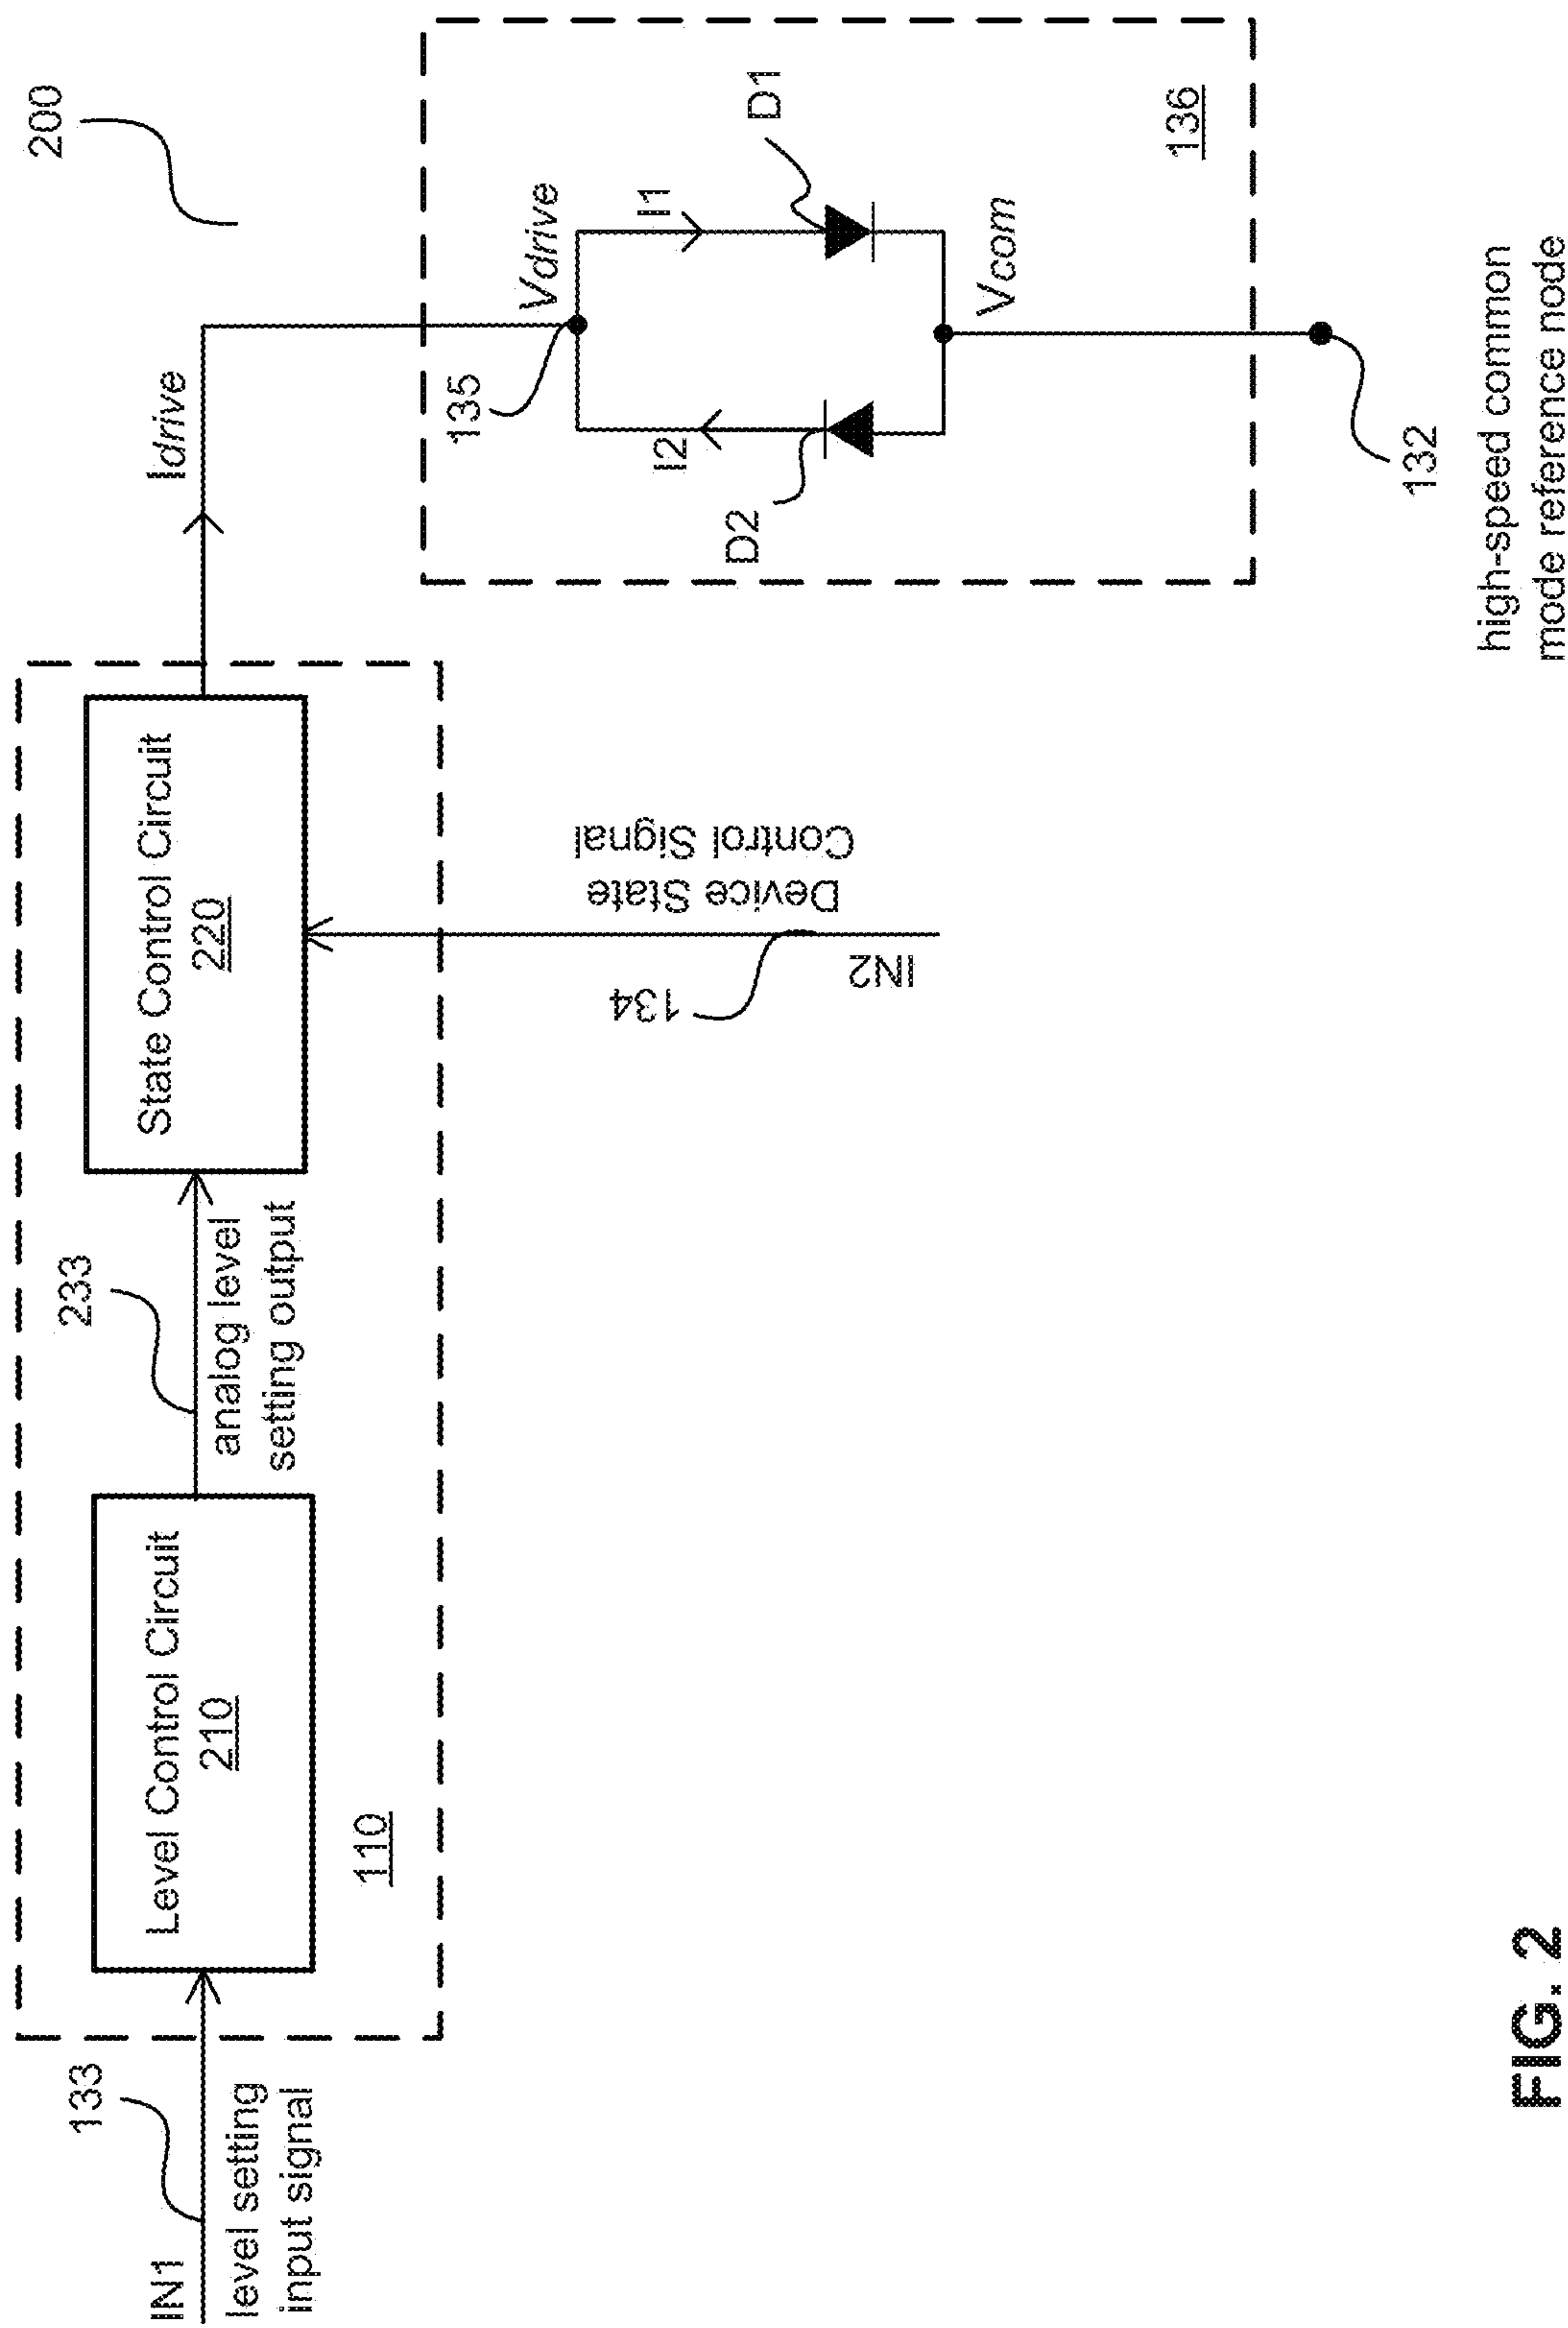 200
Idrive
Vdrive
135
I1
I2
D1
D2
Vcom
136
132
high-speed common
mode reference node
State Control Circuit
220
233
analog level
setting output
Level Control Circuit
210
110
133
IN1
level setting
input signal
134
IN2
Device State
Control Signal
FIG. 2